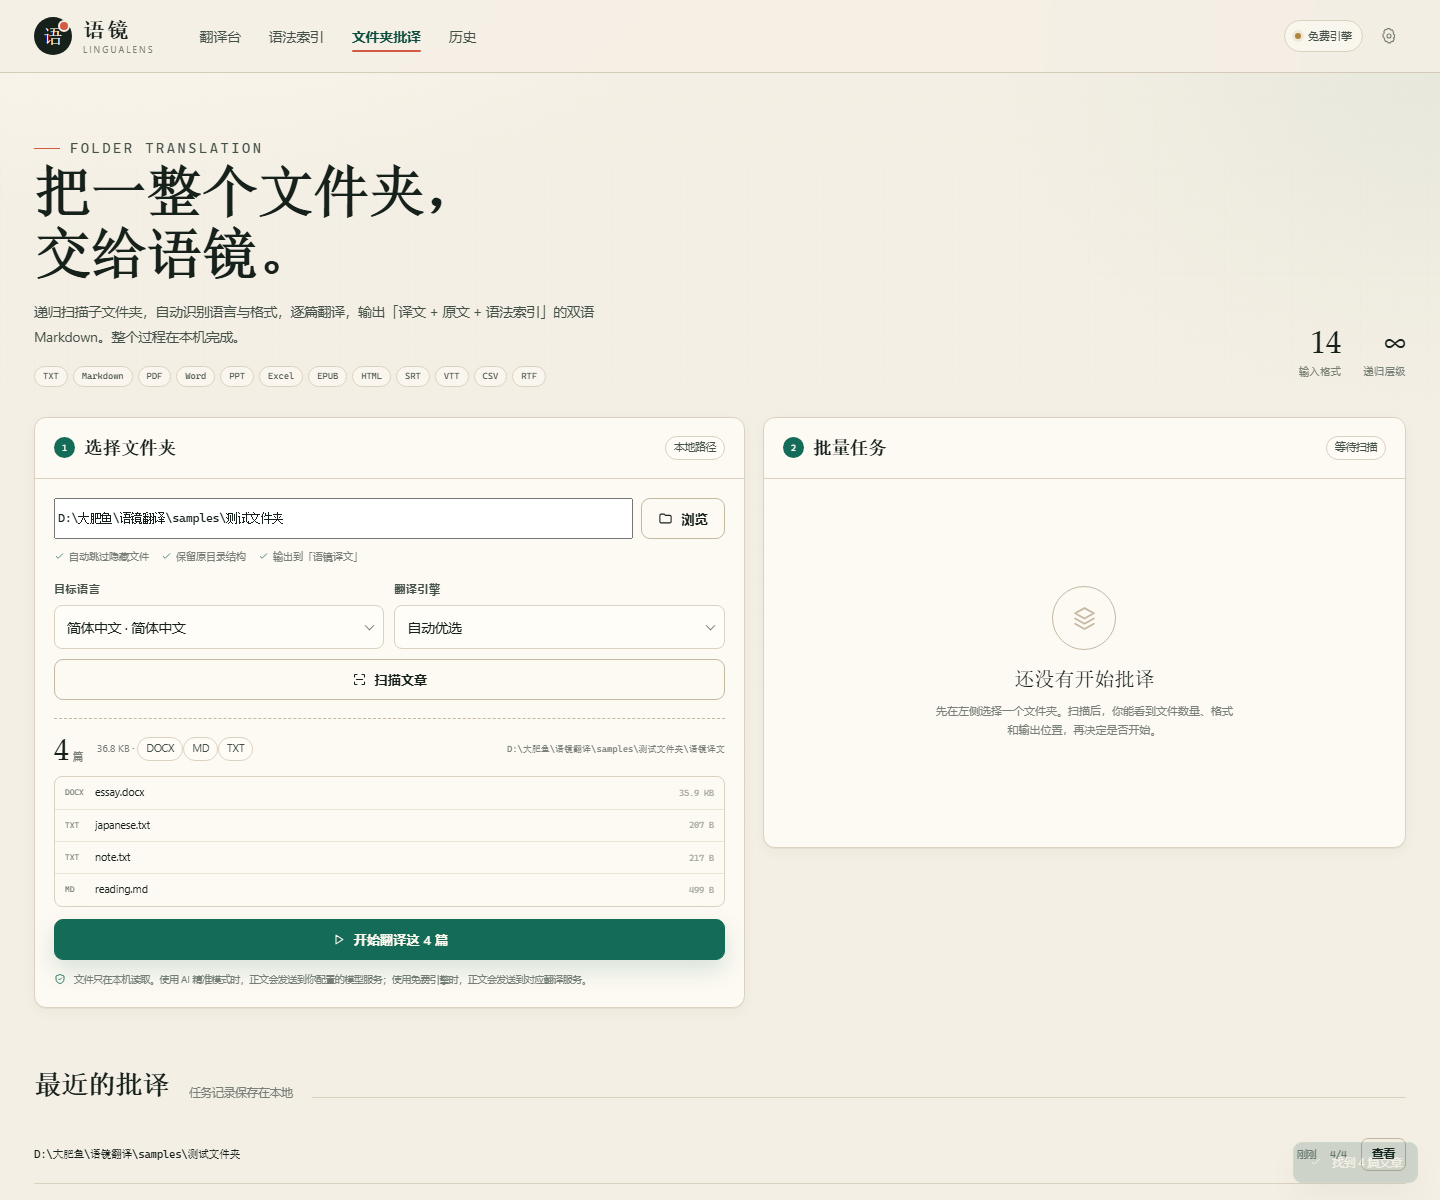 语 语镜
LINGUALENS
翻译台 语法索引 文件夹批译 历史
免费引擎
FOLDER TRANSLATION
把一整个文件夹，
交给语镜。
递归扫描子文件夹，自动识别语言与格式，逐篇翻译，输出「译文 + 原文 + 语法索引」的双语
Markdown。整个过程在本机完成。
TXT Markdown PDF Word PPT Excel EPUB HTML SRT VTT CSV RTF
14 ∞
输入格式 递归层级
1 选择文件夹 本地路径
D:\大肥鱼\语镜翻译\samples\测试文件夹 浏览
自动跳过隐藏文件 保留原目录结构 输出到「语镜译文」
目标语言 翻译引擎
简体中文 · 简体中文 自动优选
扫描文章
4 篇 36.8 KB · DOCX MD TXT D:\大肥鱼\语镜翻译\samples\测试文件夹\语镜译文
DOCX essay.docx 35.9 KB
TXT japanese.txt 207 B
TXT note.txt 217 B
MD reading.md 499 B
开始翻译这 4 篇
文件只在本机读取。使用 AI 精准模式时，正文会发送到你配置的模型服务；使用免费引擎时，正文会发送到对应翻译服务。
2 批量任务 等待扫描
还没有开始批译
先在左侧选择一个文件夹。扫描后，你能看到文件数量、格式
和输出位置，再决定是否开始。
最近的批译 任务记录保存在本地
D:\大肥鱼\语镜翻译\samples\测试文件夹 刚刚 4/4 查看
找到 4 篇文章